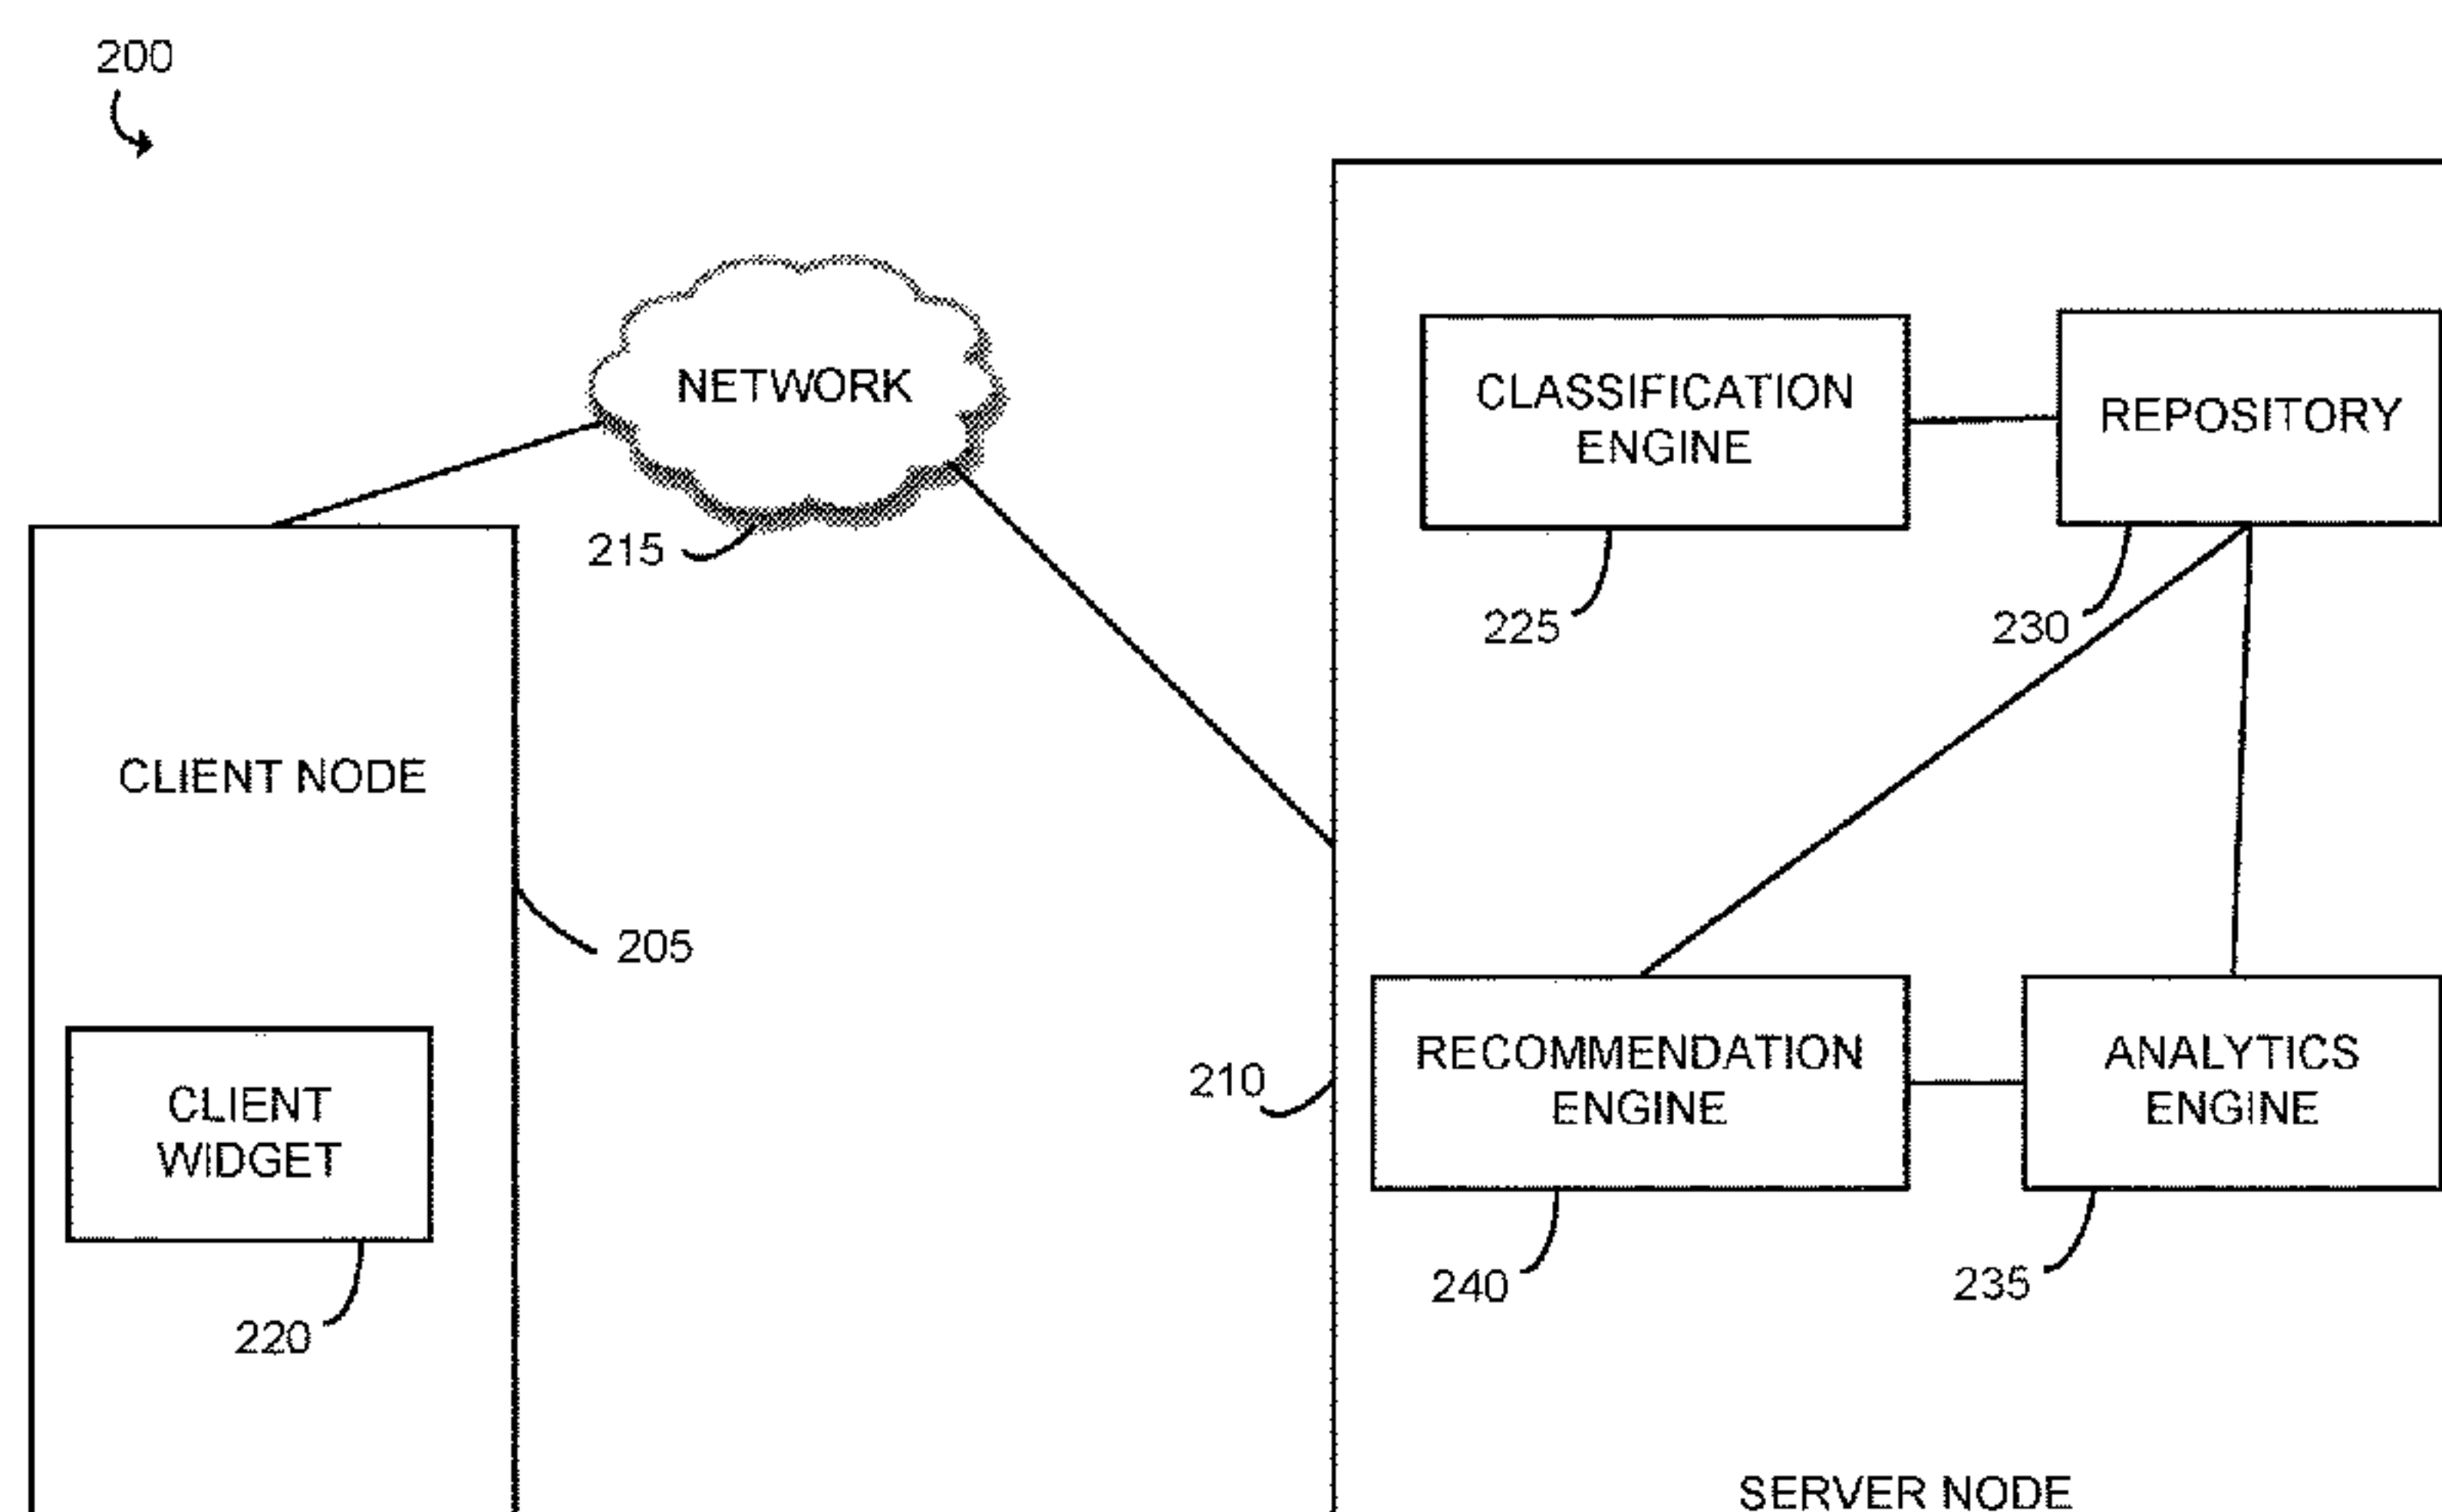 200
NETWORK
215
CLASSIFICATION
ENGINE
225
REPOSITORY
230
CLIENT NODE
205
CLIENT
WIDGET
220
210
RECOMMENDATION
ENGINE
240
ANALYTICS
ENGINE
235
SERVER NODE